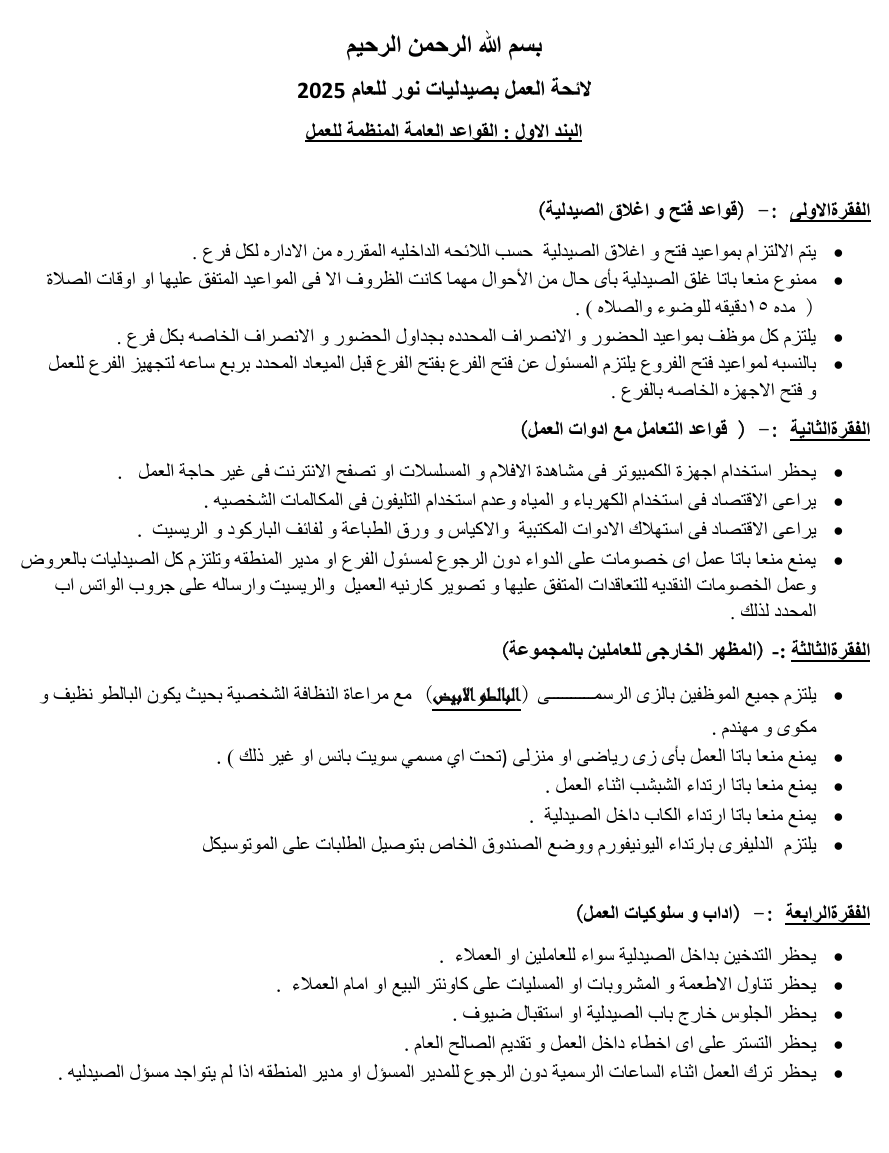 بسم الله الرحمن الرحيم
لائحة العمل بصيدليات نور للعام 2025
البند الاول : القواعد العامة المنظمة للعمل
الفقرةالاولى :- (قواعد فتح و اغلاق الصيدلية)
• يتم الالتزام بمواعيد فتح و اغلاق الصيدلية حسب اللائحه الداخليه المقرره من الاداره لكل فرع .
• ممنوع منعا باتا غلق الصيدلية بأى حال من الأحوال مهما كانت الظروف الا فى المواعيد المتفق عليها او اوقات الصلاة
( مده ١٥دقيقه للوضوء والصلاه ) .
• يلتزم كل موظف بمواعيد الحضور و الانصراف المحدده بجداول الحضور و الانصراف الخاصه بكل فرع .
• بالنسبه لمواعيد فتح الفروع يلتزم المسئول عن فتح الفرع بفتح الفرع قبل الميعاد المحدد بربع ساعه لتجهيز الفرع للعمل
و فتح الاجهزه الخاصه بالفرع .
الفقرةالثانية :- ( قواعد التعامل مع ادوات العمل)
• يحظر استخدام اجهزة الكمبيوتر فى مشاهدة الافلام و المسلسلات او تصفح الانترنت فى غير حاجة العمل .
• يراعى الاقتصاد فى استخدام الكهرباء و المياه وعدم استخدام التليفون فى المكالمات الشخصيه .
• يراعى الاقتصاد فى استهلاك الادوات المكتبية والاكياس و ورق الطباعة و لفائف الباركود و الريسيت .
• يمنع منعا باتا عمل اى خصومات على الدواء دون الرجوع لمسئول الفرع او مدير المنطقه وتلتزم كل الصيدليات بالعروض
وعمل الخصومات النقديه للتعاقدات المتفق عليها و تصوير كارنيه العميل والريسيت وارساله على جروب الواتس اب
المحدد لذلك .
الفقرةالثالثة :- (المظهر الخارجى للعاملين بالمجموعة)
• يلتزم جميع الموظفين بالزى الرسمـــــــــى (البالطو الابيض) مع مراعاة النظافة الشخصية بحيث يكون البالطو نظيف و
مكوى و مهندم .
• يمنع منعا باتا العمل بأى زى رياضى او منزلى (تحت اي مسمي سويت بانس او غير ذلك ) .
• يمنع منعا باتا ارتداء الشبشب اثناء العمل .
• يمنع منعا باتا ارتداء الكاب داخل الصيدلية .
• يلتزم الدليفرى بارتداء اليونيفورم ووضع الصندوق الخاص بتوصيل الطلبات على الموتوسيكل
الفقرةالرابعة :- (اداب و سلوكيات العمل)
• يحظر التدخين بداخل الصيدلية سواء للعاملين او العملاء .
• يحظر تناول الاطعمة و المشروبات او المسليات على كاونتر البيع او امام العملاء .
• يحظر الجلوس خارج باب الصيدلية او استقبال ضيوف .
• يحظر التستر على اى اخطاء داخل العمل و تقديم الصالح العام .
• يحظر ترك العمل اثناء الساعات الرسمية دون الرجوع للمدير المسؤل او مدير المنطقه اذا لم يتواجد مسؤل الصيدليه .